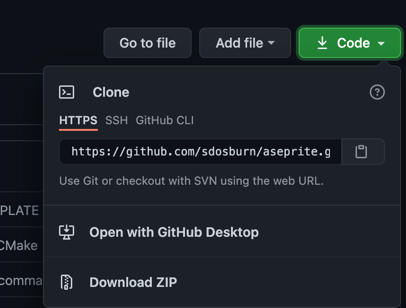 Go to file Add file Code
Clone
HTTPS SSH GitHub CLI
https://github.com/sdosburn/aseprite.g
Use Git or checkout with SVN using the web URL.
PLATE
Open with GitHub Desktop
CMake
comma
Download ZIP